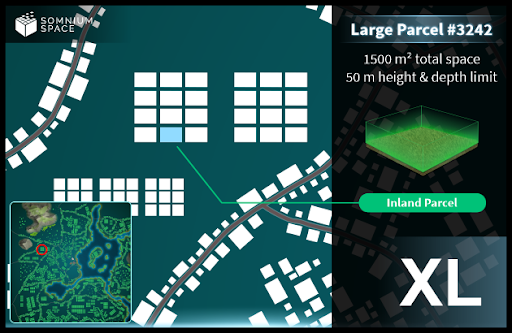 SOMNIUM
SPACE
Large Parcel #3242
1500 m² total space
50 m height & depth limit
Inland Parcel
XL